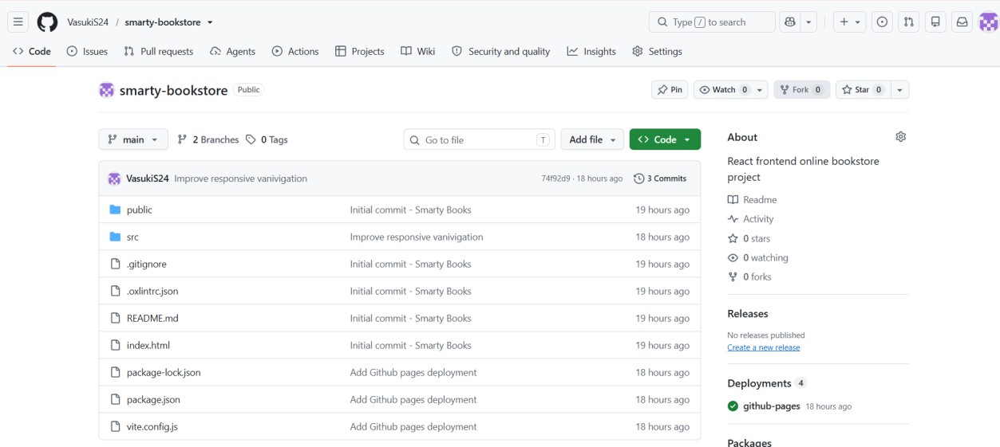 VasukiS24 / smarty-bookstore
Type / to search
Code Issues Pull requests Agents Actions Projects Wiki Security and quality Insights Settings
smarty-bookstore Public
Pin Watch 0 Fork 0 Star 0
main 2 Branches 0 Tags Go to file T Add file Code
VasukiS24 Improve responsive vanivigation 74f92d9 · 18 hours ago 3 Commits
public Initial commit - Smarty Books 19 hours ago
src Improve responsive vanivigation 18 hours ago
.gitignore Initial commit - Smarty Books 19 hours ago
.oxlintrc.json Initial commit - Smarty Books 19 hours ago
README.md Initial commit - Smarty Books 19 hours ago
index.html Initial commit - Smarty Books 19 hours ago
package-lock.json Add Github pages deployment 18 hours ago
package.json Add Github pages deployment 18 hours ago
vite.config.js Add Github pages deployment 18 hours ago
About
React frontend online bookstore
project
Readme
Activity
0 stars
0 watching
0 forks
Releases
No releases published
Create a new release
Deployments 4
github-pages 18 hours ago
Packages